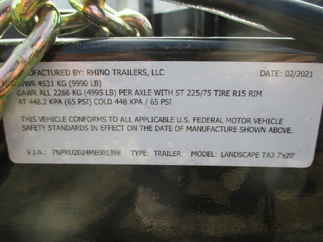 MANUFACTURED BY: RHINO TRAILERS, LLC DATE: 02/2021
GVWR 4531 KG (9990 LB)
GAWR ALL 2266 KG (4995 LB) PER AXLE WITH ST 225/75 TIRE R15 RIM
AT 448.2 KPA (65 PSI) COLD 448 KPA / 65 PSI
THIS VEHICLE CONFORMS TO ALL APPLICABLE U.S. FEDERAL MOTOR VEHICLE
SAFETY STANDARDS IN EFFECT ON THE DATE OF MANUFACTURE SHOWN ABOVE.
V.I.N.: TYPE: TRAILER MODEL: LANDSCAPE TA3 7'x20'